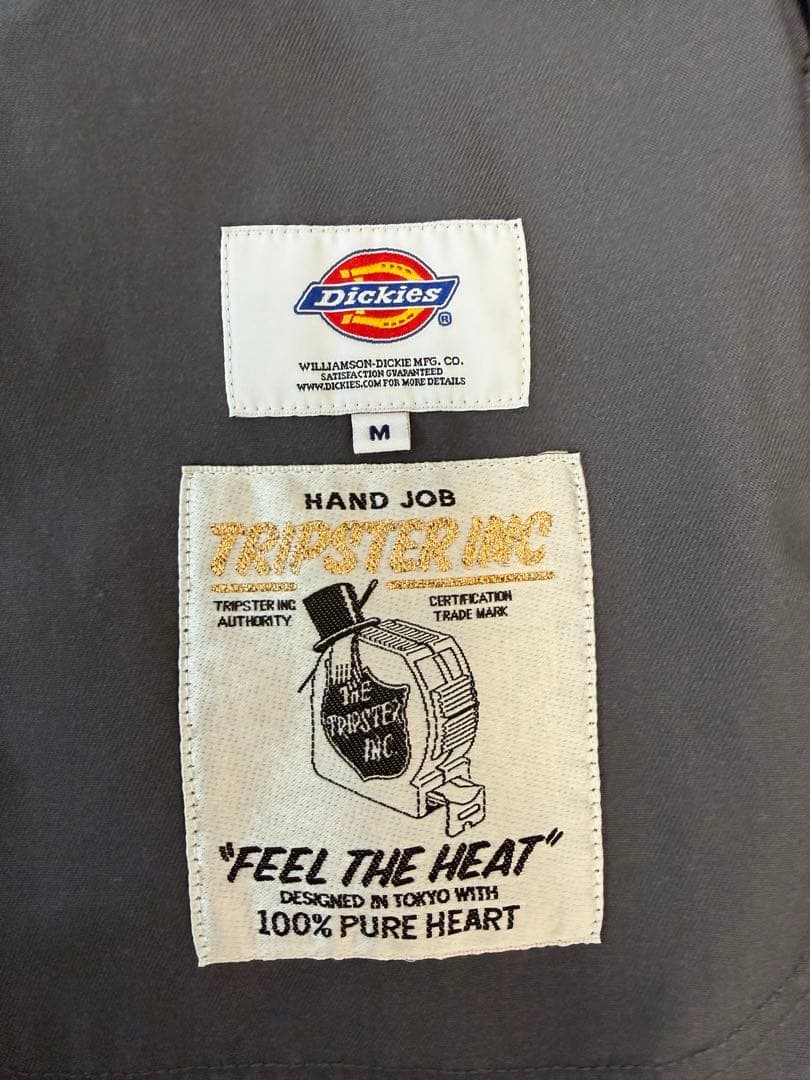 Dickies
®
WILLIAMSON-DICKIE MFG. CO.
SATISFACTION GUARANTEED
WWW.DICKIES.COM FOR MORE DETAILS
M
HAND JOB
TRIPSTER INC
TRIPSTER INC
AUTHORITY
CERTIFICATION
TRADE MARK
THE
TRIPSTER
INC.
"FEEL THE HEAT"
DESIGNED IN TOKYO WITH
100% PURE HEART